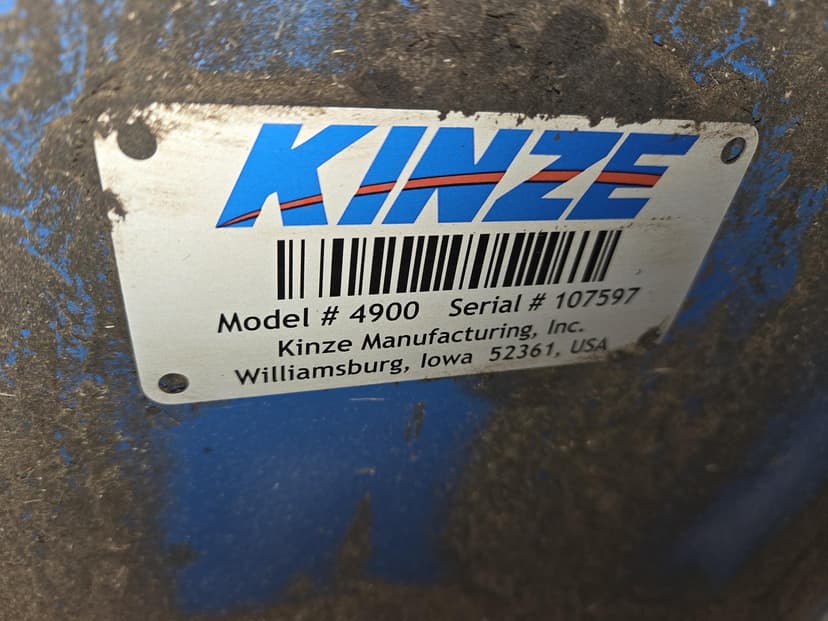 KINZE
Model # 4900 Serial # 107597
Kinze Manufacturing, Inc.
Williamsburg, Iowa 52361, USA